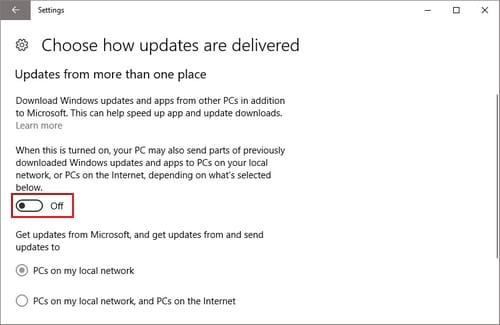 Settings
Choose how updates are delivered
Updates from more than one place
Download Windows updates and apps from other PCs in addition
to Microsoft. This can help speed up app and update downloads.
Learn more
When this is turned on, your PC may also send parts of previously
downloaded Windows updates and apps to PCs on your local
network, or PCs on the Internet, depending on what's selected
below.
Off
Get updates from Microsoft, and get updates from and send
updates to
PCs on my local network
PCs on my local network, and PCs on the Internet